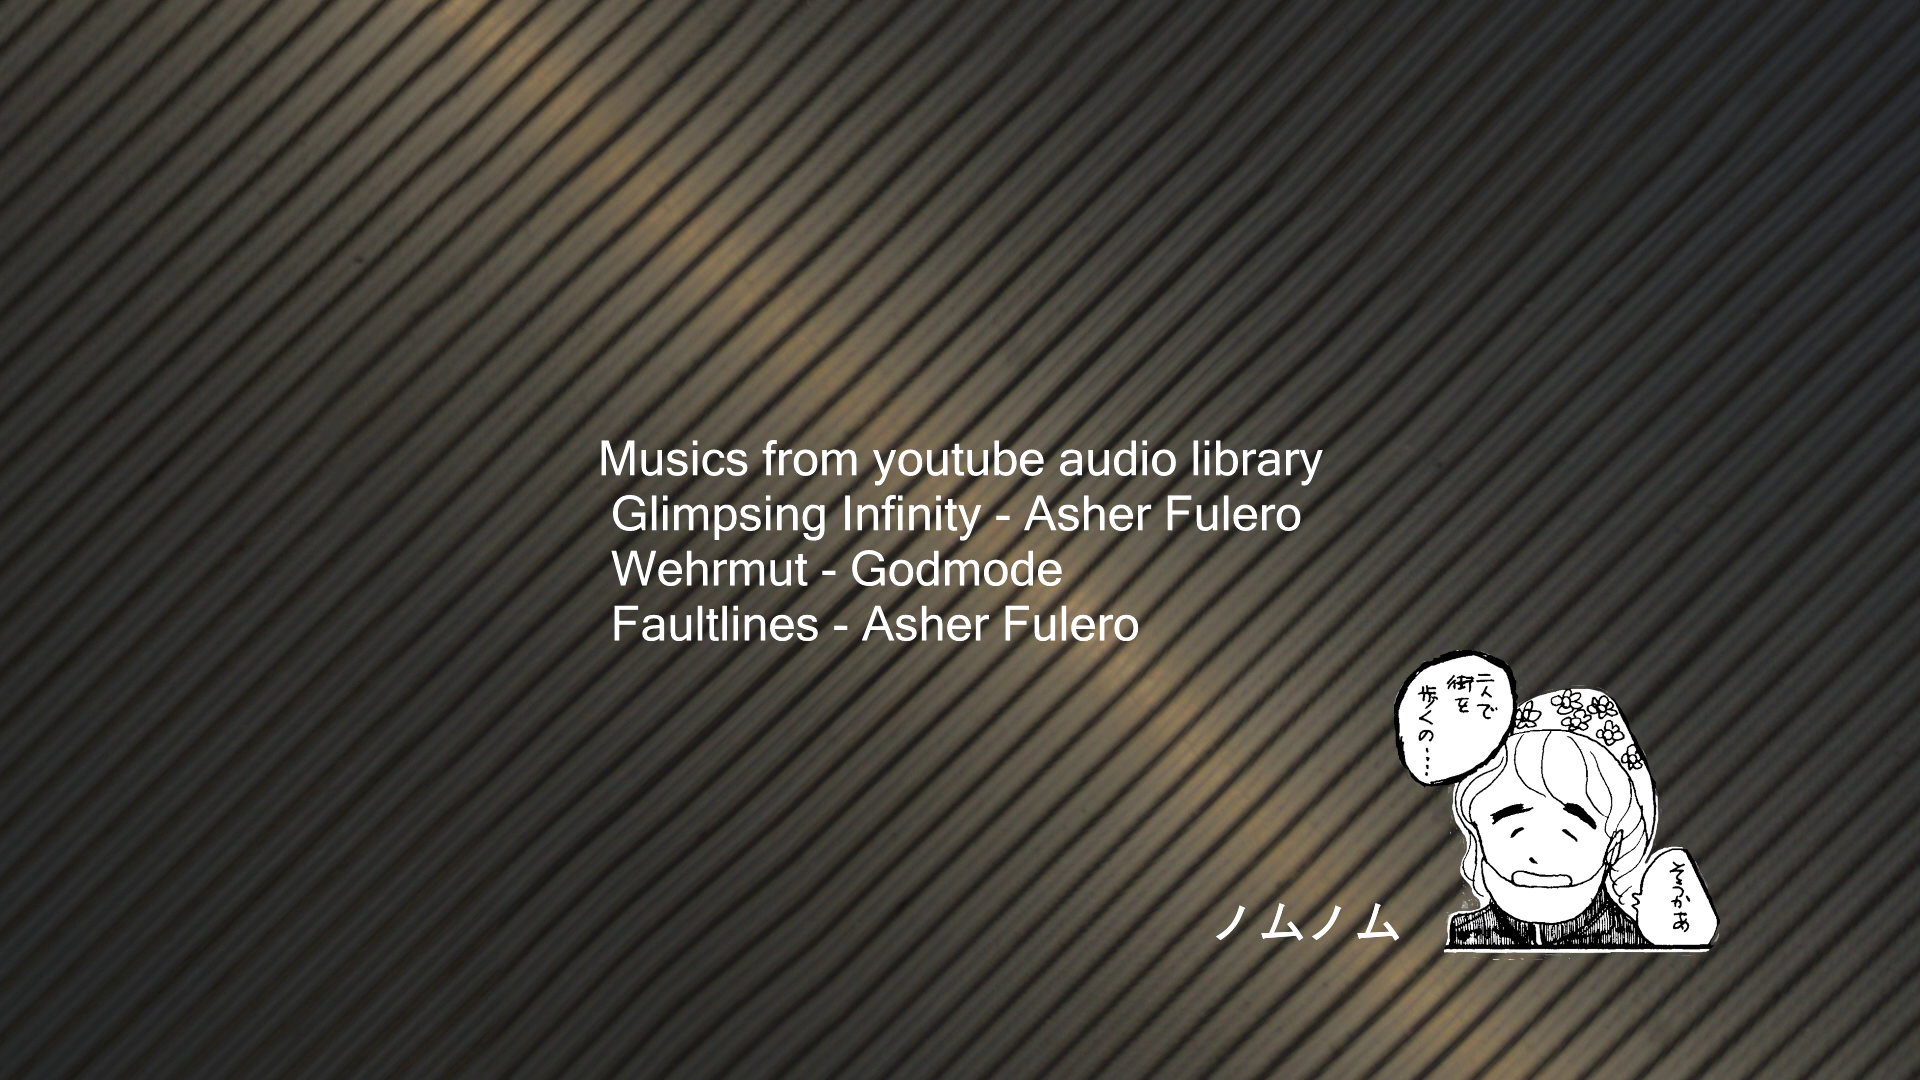 Musics from youtube audio library
Glimpsing Infinity - Asher Fulero
Wehrmut - Godmode
Faultlines - Asher Fulero
二人で
街を
歩くの……
そうかあ
ノムノム